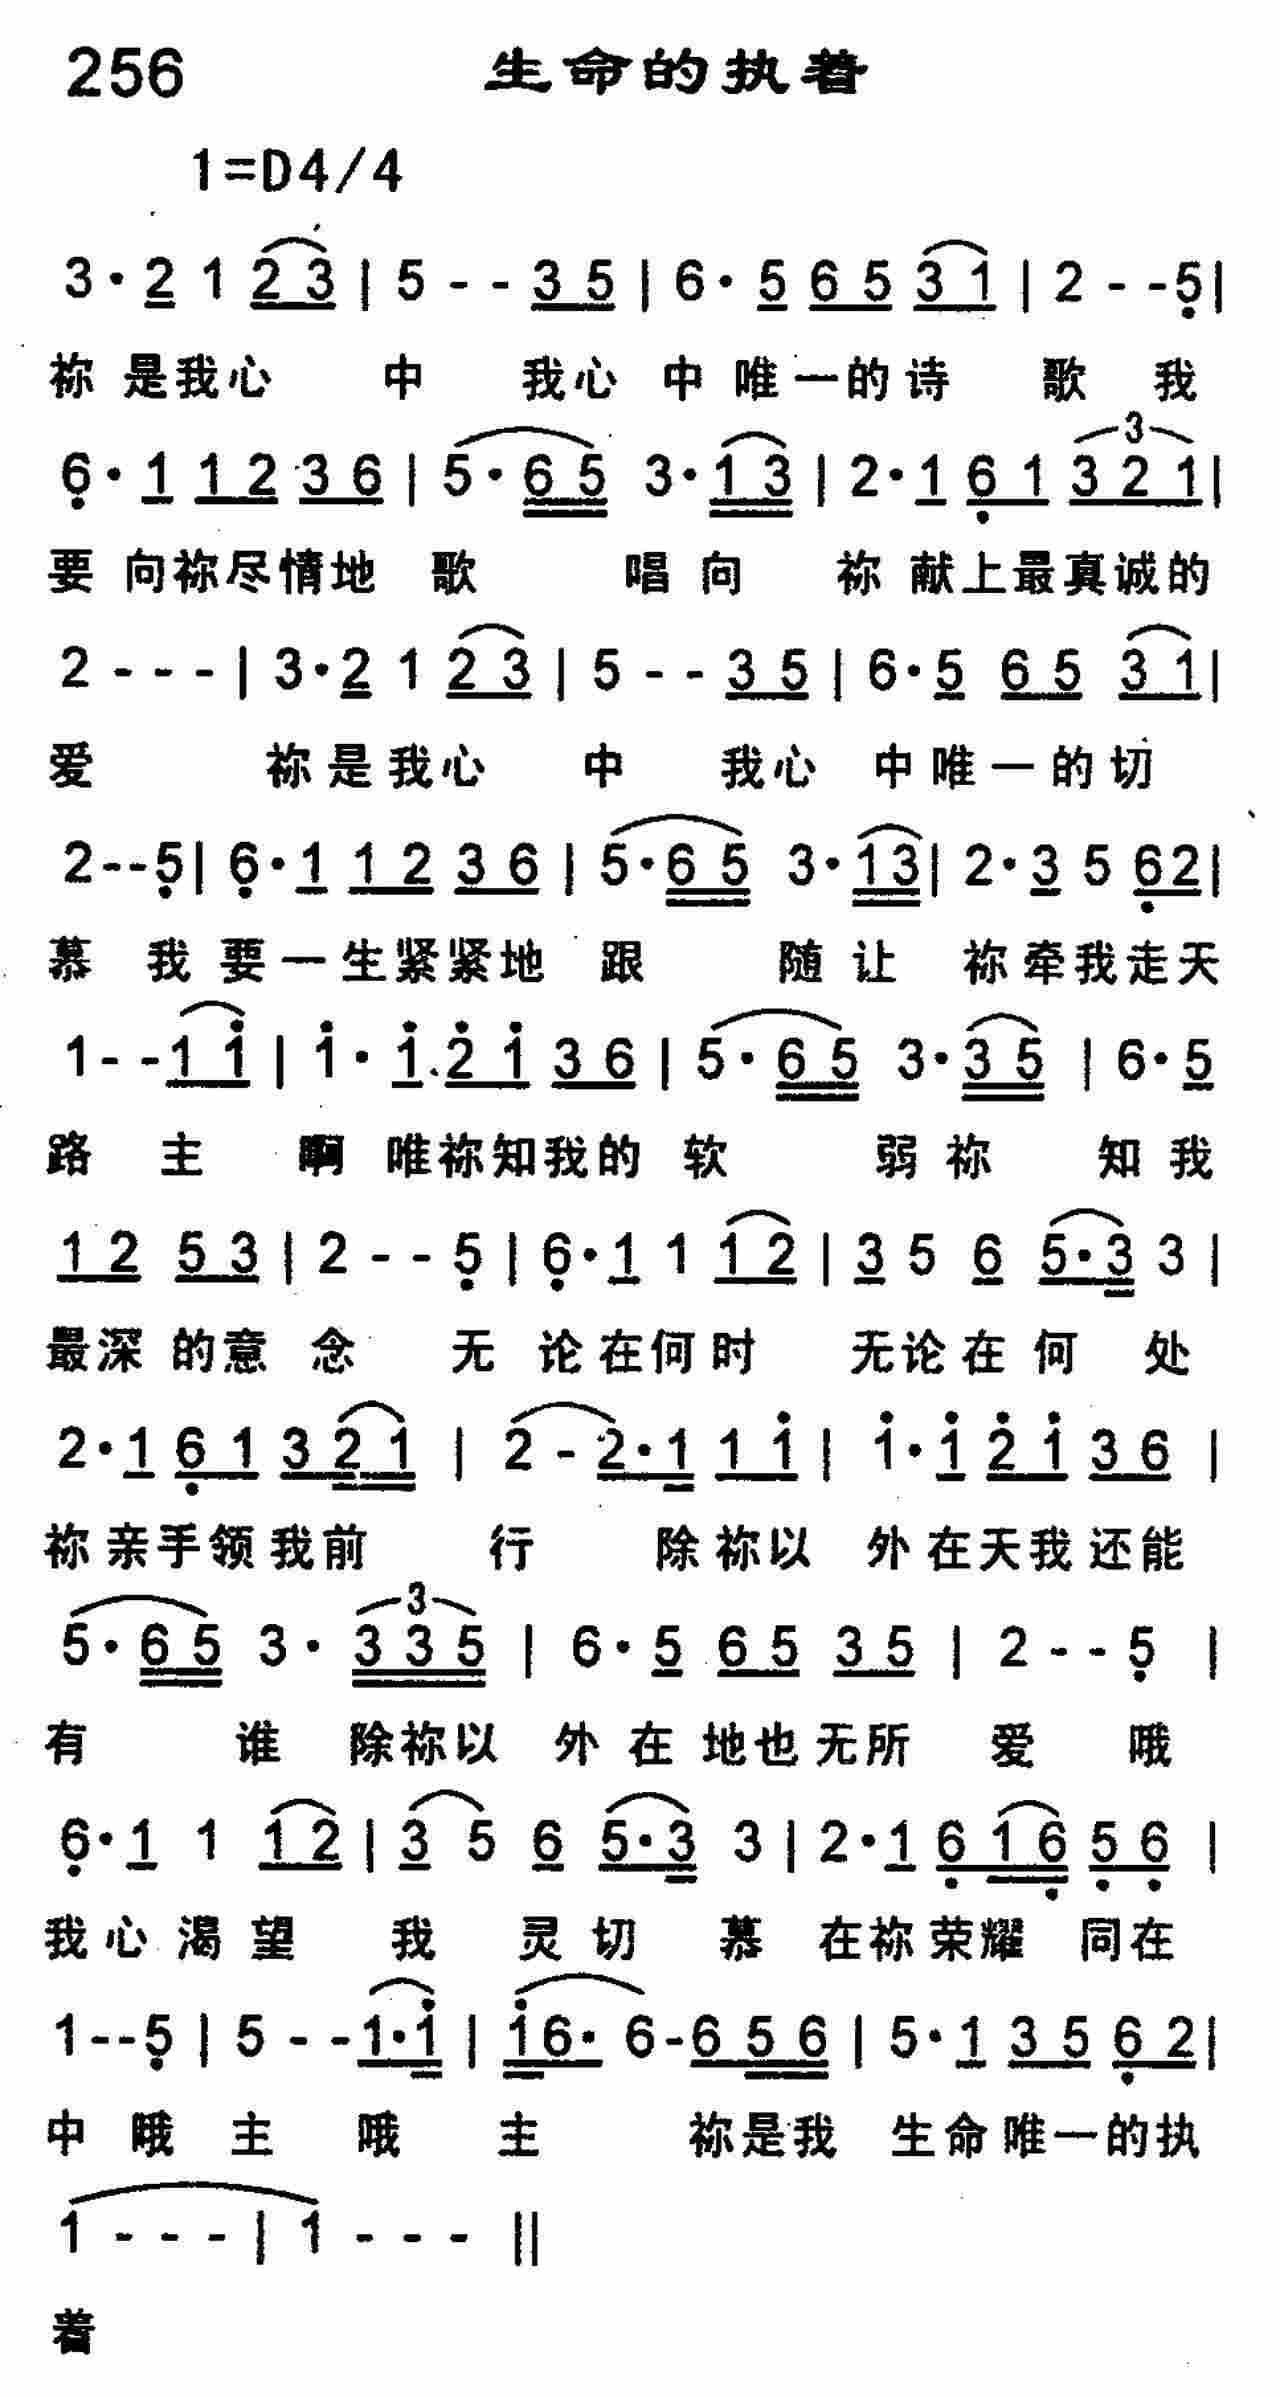 256 生命的执着
1=D4/4
3·2 1 2 3 | 5 - - 3 5 | 6·5 6 5 3 1 | 2 - - 5 |
祢是我心 中 我心中唯一的诗 歌 我
6·1 1 2 3 6 | 5·6 5 3·1 3 | 2·1 6 1 3 2 1 |
3
要向祢尽情地 歌 唱向 祢献上最真诚的
2 - - - | 3·2 1 2 3 | 5 - - 3 5 | 6·5 6 5 3 1 |
爱 祢是我心 中 我心 中唯一的切
2 - - 5 | 6·1 1 2 3 6 | 5·6 5 3·1 3 | 2·3 5 6 2 |
慕 我要一生紧紧地 跟 随让 祢牵我走天
1 - - 1 1 | 1·1 2 1 3 6 | 5·6 5 3·3 5 | 6·5
路 主 啊 唯祢知我的 软 弱祢 知我
1 2 5 3 | 2 - - 5 | 6·1 1 1 2 | 3 5 6 5·3 3 |
最深的意 念 无 论在何时 无论在何 处
2·1 6 1 3 2 1 | 2 - 2·1 1 1 | 1·1 2 1 3 6 |
祢亲手领我前 行 除祢以 外在天我还能
5·6 5 3· 3 3 5 | 6·5 6 5 3 5 | 2 - - 5 |
3
有 谁 除祢以 外在 地也无所 爱 哦
6·1 1 1 2 | 3 5 6 5·3 3 | 2·1 6 1 6 5 6 |
我心渴望 我 灵切 慕 在祢荣耀 同在
1 - - 5 | 5 - - 1·1 | 1 6· 6 - 6 5 6 | 5·1 3 5 6 2 |
中 哦 主 哦 主 祢是我 生命唯一的执
1 - - - | 1 - - - ||
着